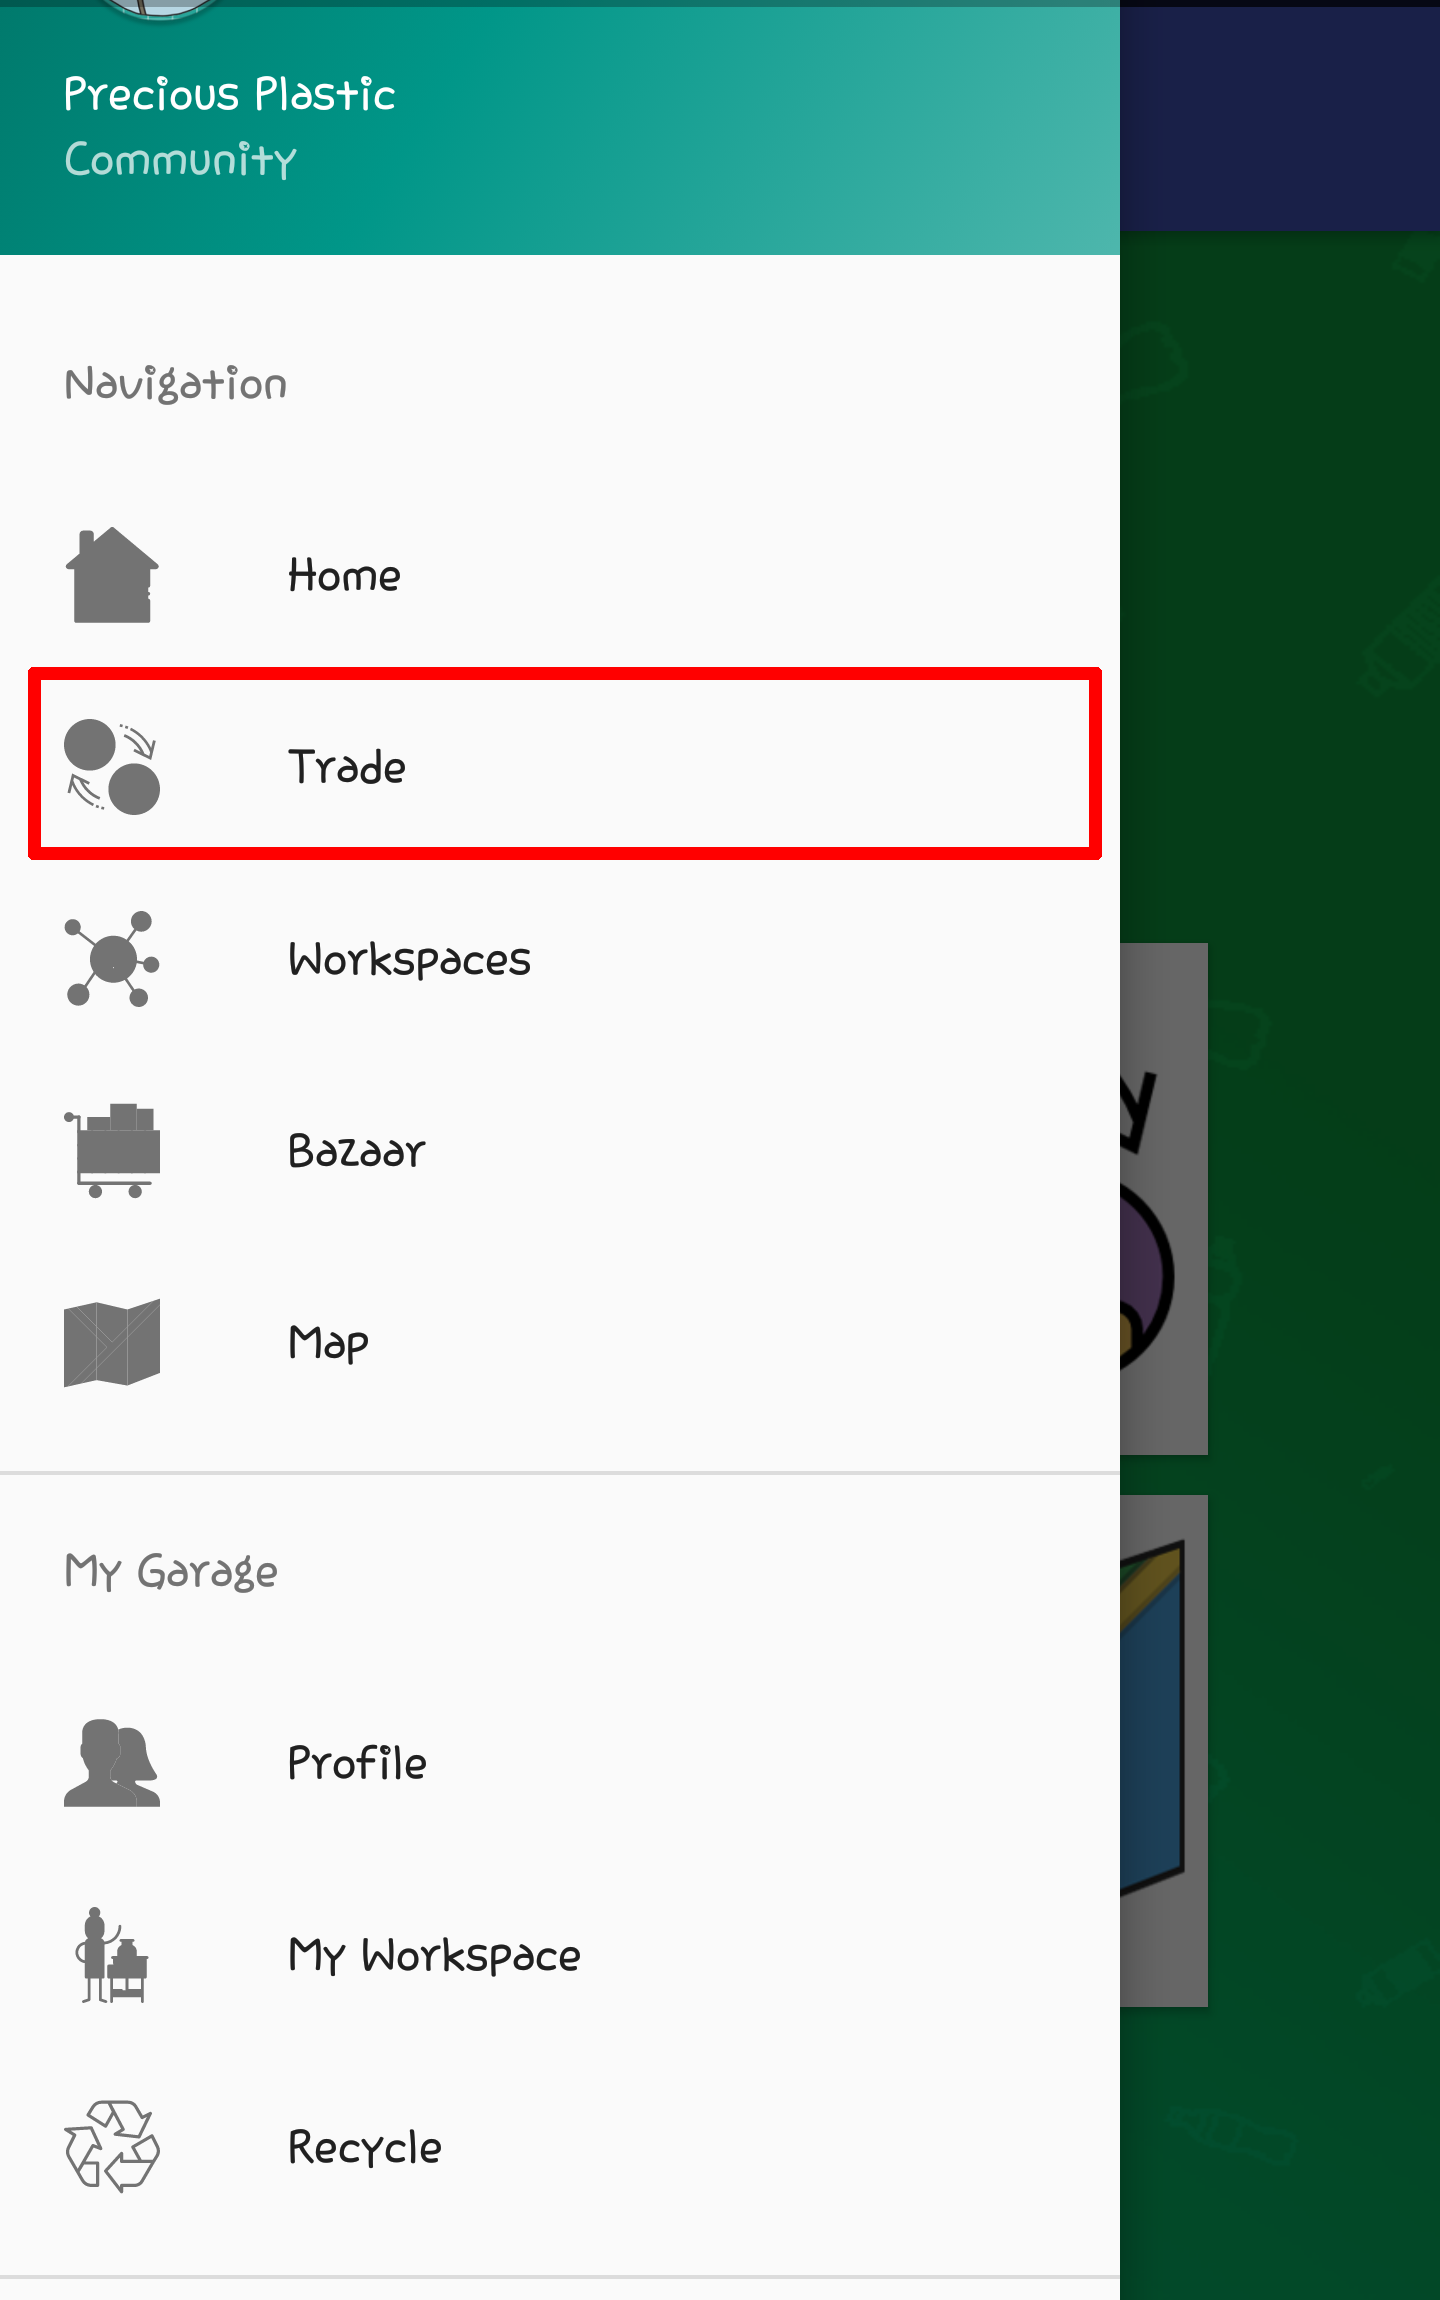 Precious Plastic
Community
Navigation
Home
Trade
Workspaces
Bazaar
Map
My Garage
Profile
My Workspace
Recycle